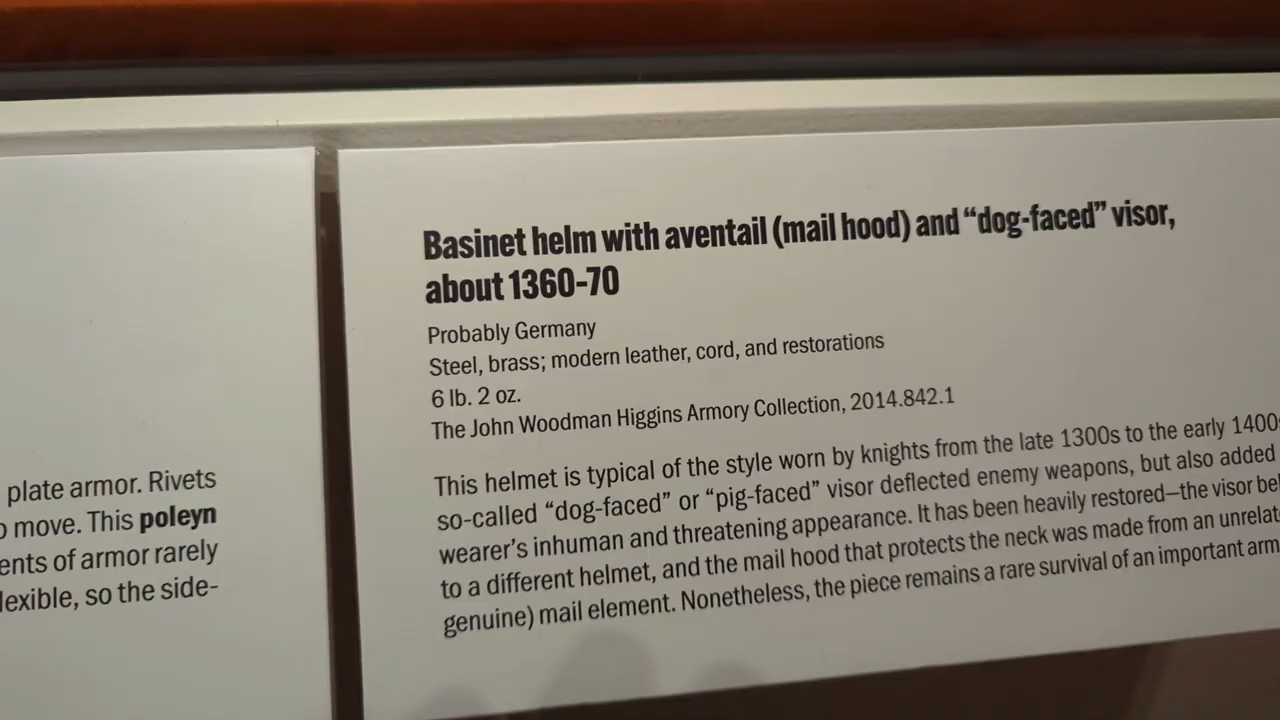 plate armor. Rivets
move. This poleyn
ents of armor rarely
lexible, so the side-
Basinet helm with aventail (mail hood) and “dog-faced” visor,
about 1360-70
Probably Germany
Steel, brass; modern leather, cord, and restorations
6 lb. 2 oz.
The John Woodman Higgins Armory Collection, 2014.842.1
This helmet is typical of the style worn by knights from the late 1300s to the early 1400s
so-called “dog-faced” or “pig-faced” visor deflected enemy weapons, but also added
wearer’s inhuman and threatening appearance. It has been heavily restored—the visor be
to a different helmet, and the mail hood that protects the neck was made from an unrelat
genuine) mail element. Nonetheless, the piece remains a rare survival of an important arm